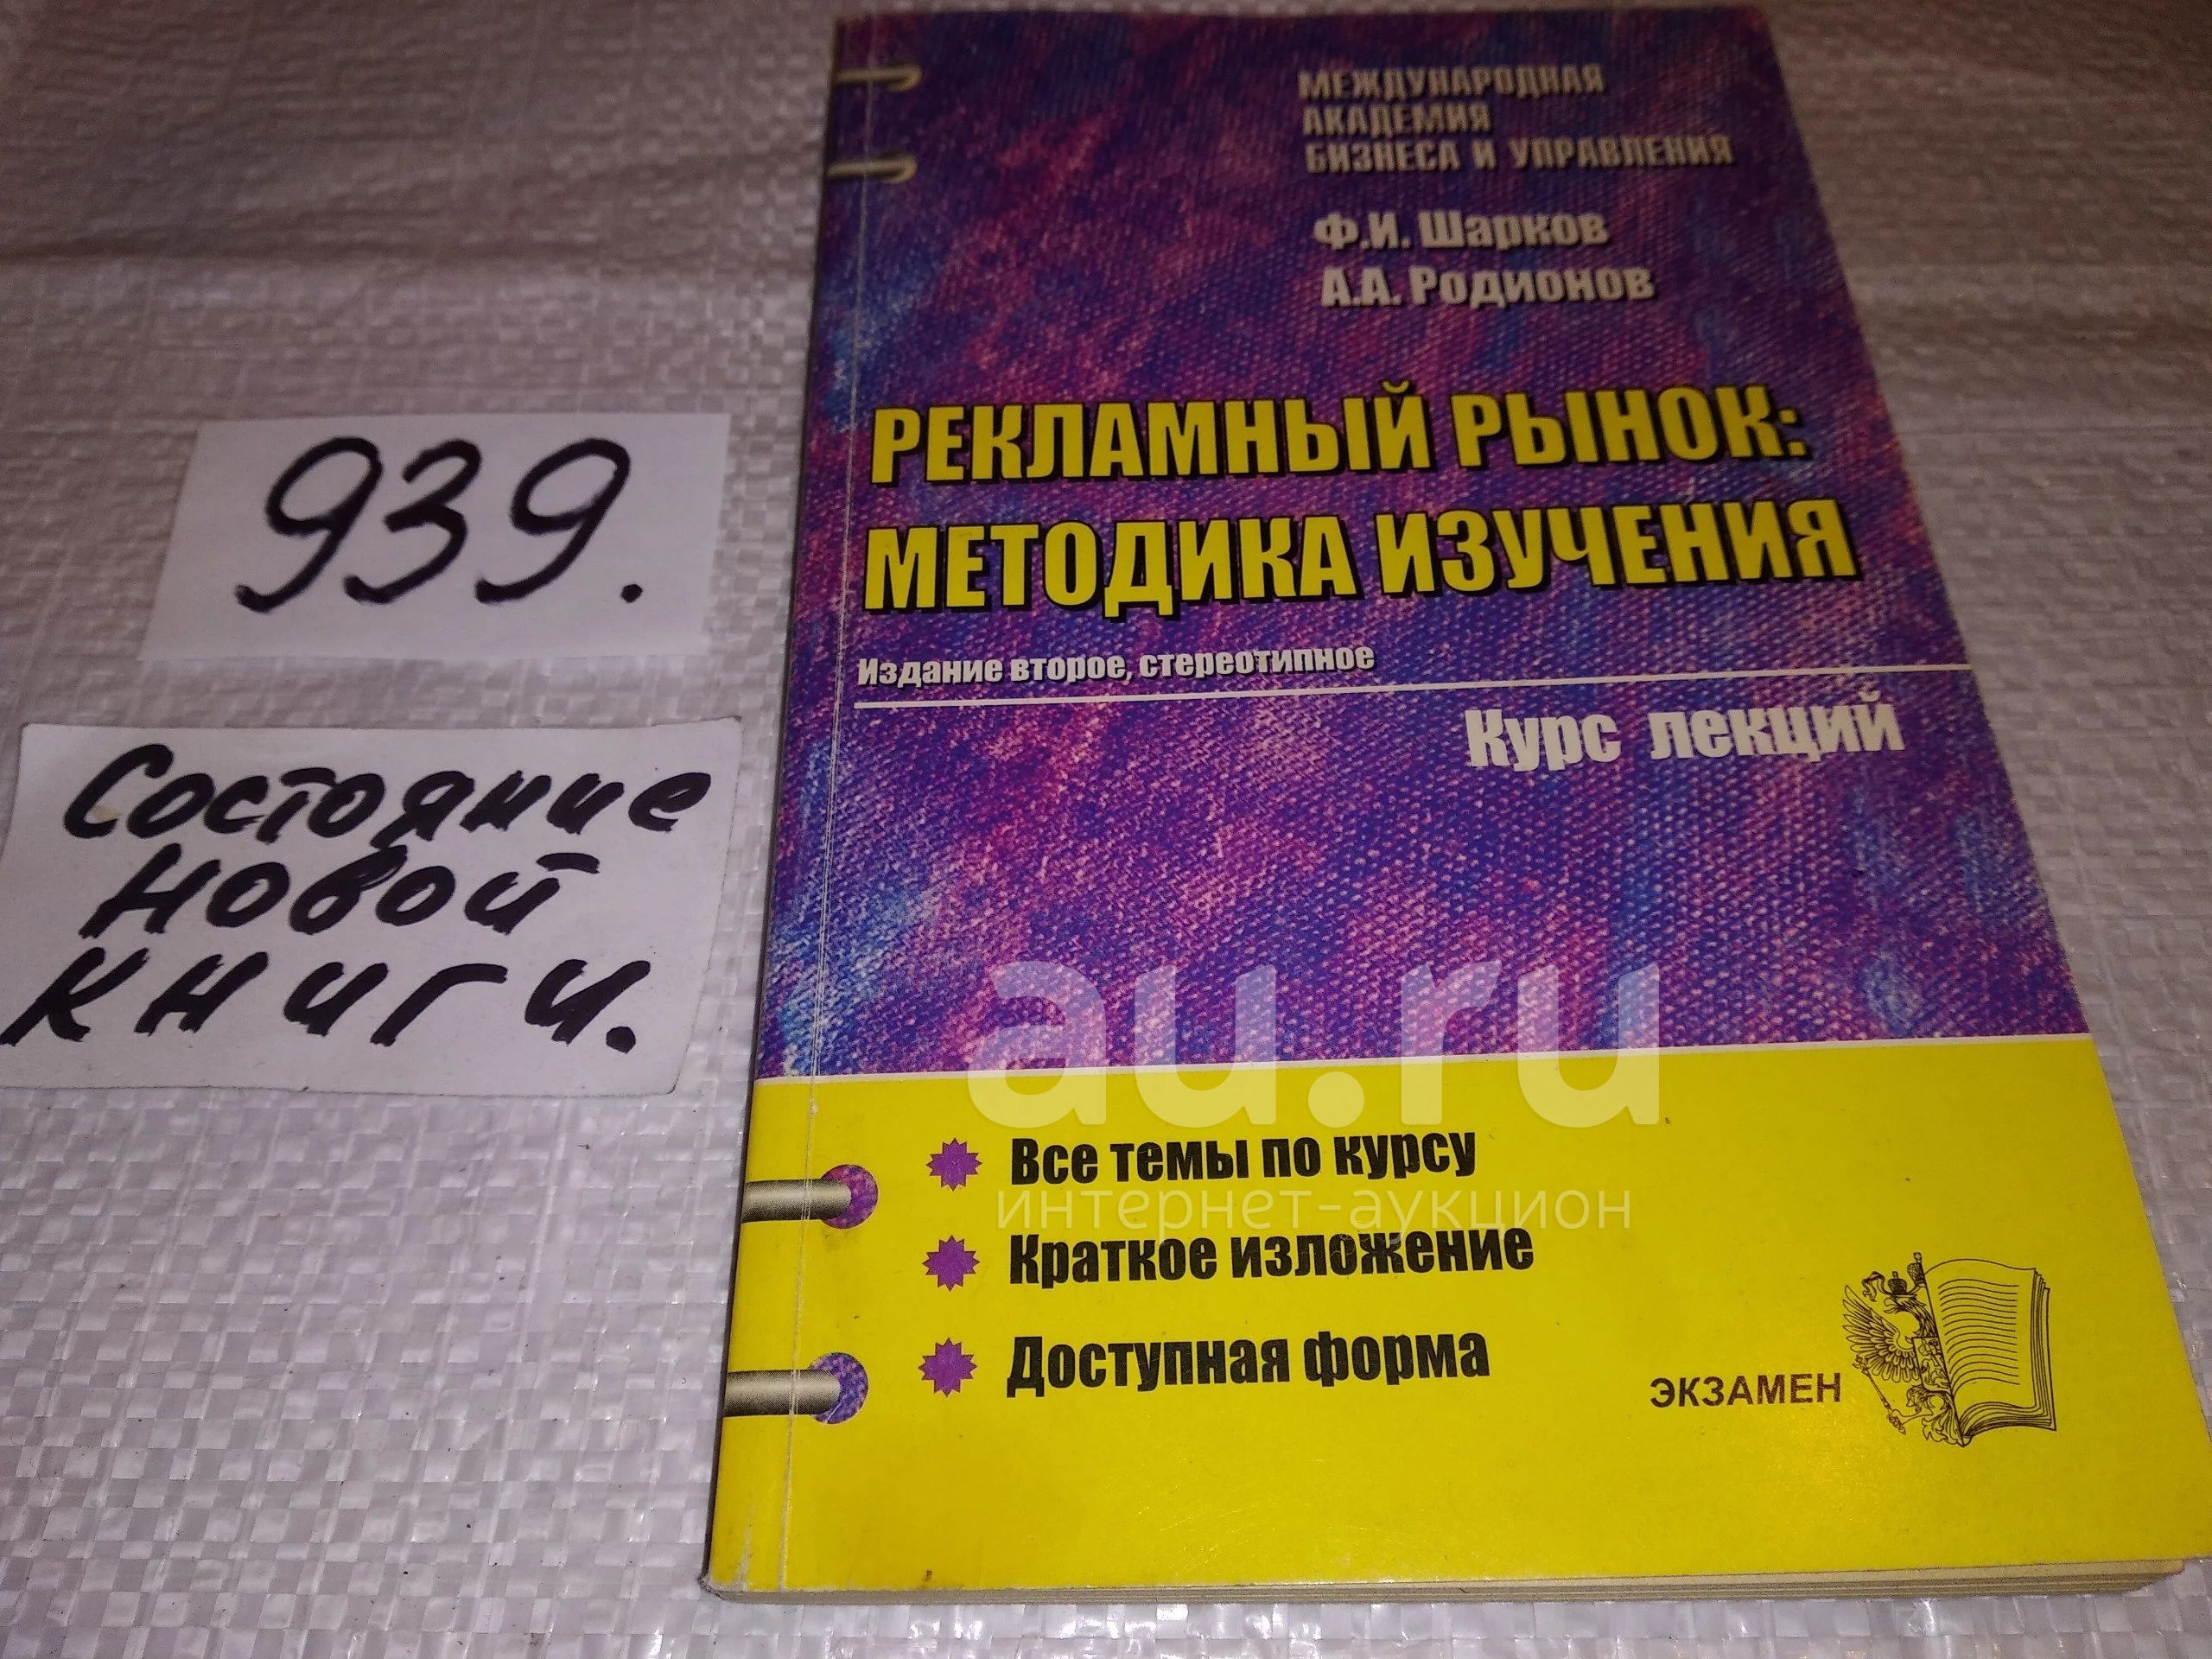 МЕЖДУНАРОДНАЯ
АКАДЕМИЯ
БИЗНЕСА И УПРАВЛЕНИЯ
Ф.И. Шарков
А.А. Родионов
РЕКЛАМНЫЙ РЫНОК:
МЕТОДИКА ИЗУЧЕНИЯ
Издание второе, стереотипное
Курс лекций
939.
Состояние
новой
книги.
au.ru
интернет-аукцион
Все темы по курсу
Краткое изложение
Доступная форма
ЭКЗАМЕН